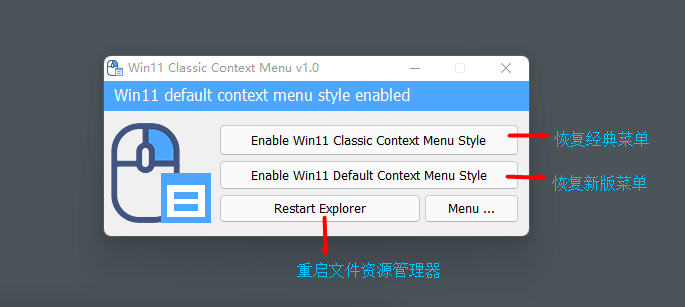 Win11 Classic Context Menu v1.0
Win11 default context menu style enabled
Enable Win11 Classic Context Menu Style
恢复经典菜单
Enable Win11 Default Context Menu Style
恢复新版菜单
Restart Explorer
Menu ...
重启文件资源管理器